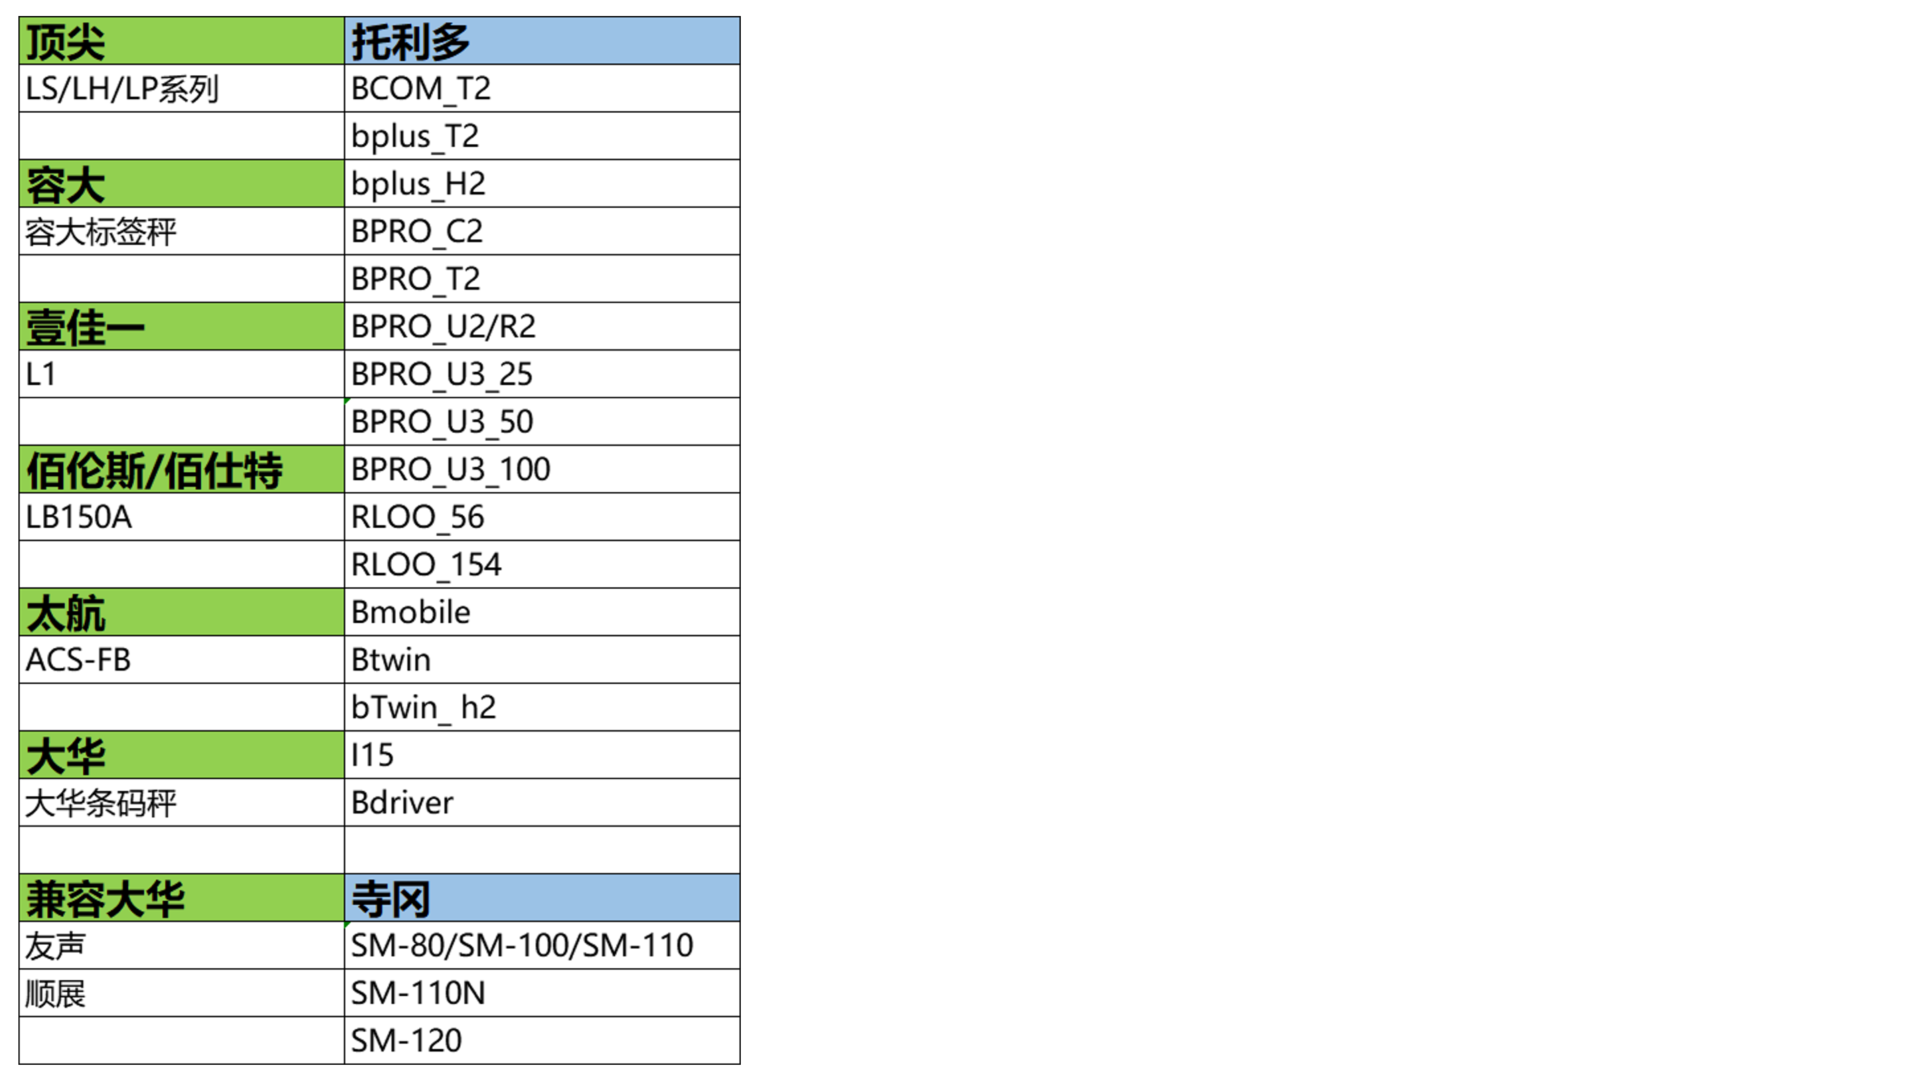 顶尖 托利多
LS/LH/LP系列 BCOM_T2
bplus_T2
容大 bplus_H2
容大标签秤 BPRO_C2
BPRO_T2
壹佳一 BPRO_U2/R2
L1 BPRO_U3_25
BPRO_U3_50
佰伦斯/佰仕特 BPRO_U3_100
LB150A RLOO_56
RLOO_154
太航 Bmobile
ACS-FB Btwin
bTwin_ h2
大华 I15
大华条码秤 Bdriver
兼容大华 寺冈
友声 SM-80/SM-100/SM-110
顺展 SM-110N
SM-120